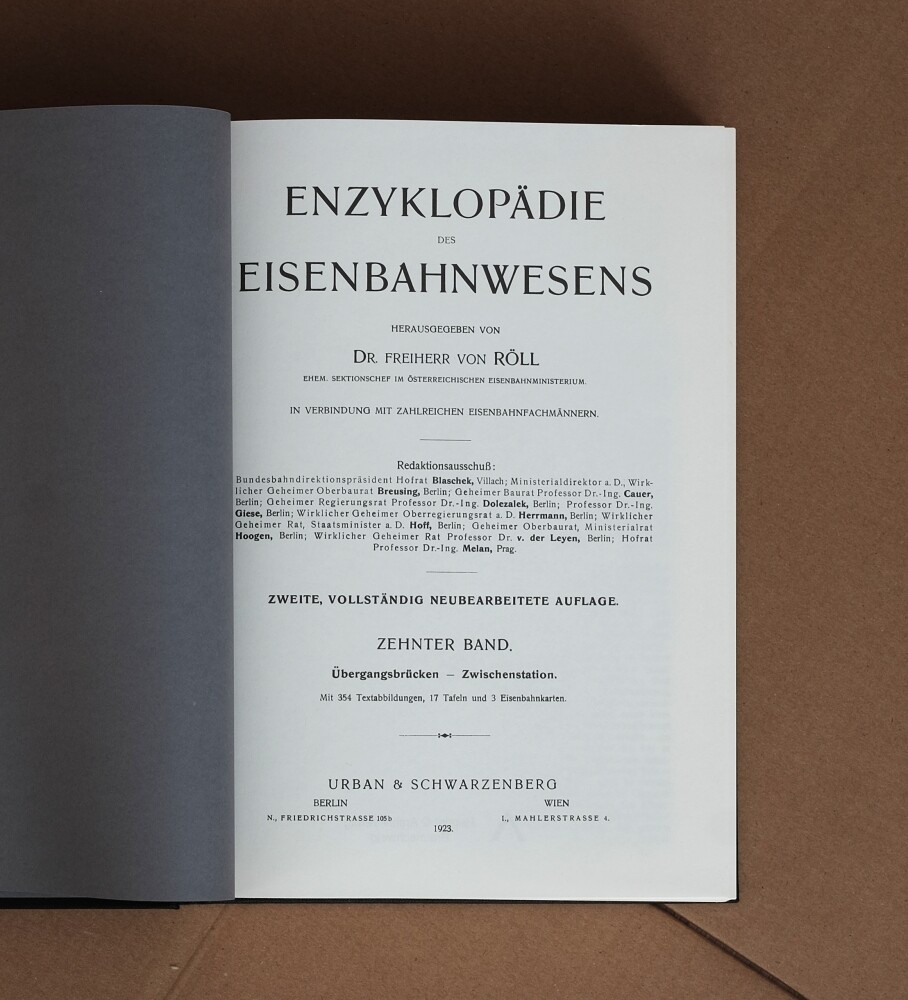 ENZYKLOPÄDIE
DES
EISENBAHNWESENS
HERAUSGEGEBEN VON
DR. FREIHERR VON RÖLL
EHEM. SEKTIONSCHEF IM ÖSTERREICHISCHEN EISENBAHNMINISTERIUM.
IN VERBINDUNG MIT ZAHLREICHEN EISENBAHNFACHMÄNNERN.
Redaktionsausschuß:
Bundesbahndirektionspräsident Hofrat Blaschek, Villach; Ministerialdirektor a. D., Wirk-
licher Geheimer Oberbaurat Breusing, Berlin; Geheimer Baurat Professor Dr.-Ing. Cauer,
Berlin; Geheimer Regierungsrat Professor Dr.-Ing. Dolezalek, Berlin; Professor Dr.-Ing.
Giese, Berlin; Wirklicher Geheimer Oberregierungsrat a. D. Herrmann, Berlin; Wirklicher
Geheimer Rat, Staatsminister a. D. Hoff, Berlin; Geheimer Oberbaurat, Ministerialrat
Hoogen, Berlin; Wirklicher Geheimer Rat Professor Dr. v. der Leyen, Berlin; Hofrat
Professor Dr.-Ing. Melan, Prag.
ZWEITE, VOLLSTÄNDIG NEUBEARBEITETE AUFLAGE.
ZEHNTER BAND.
Übergangsbrücken — Zwischenstation.
Mit 354 Textabbildungen, 17 Tafeln und 3 Eisenbahnkarten.
URBAN & SCHWARZENBERG
BERLIN WIEN
N., FRIEDRICHSTRASSE 105b I., MAHLERSTRASSE 4.
1923.